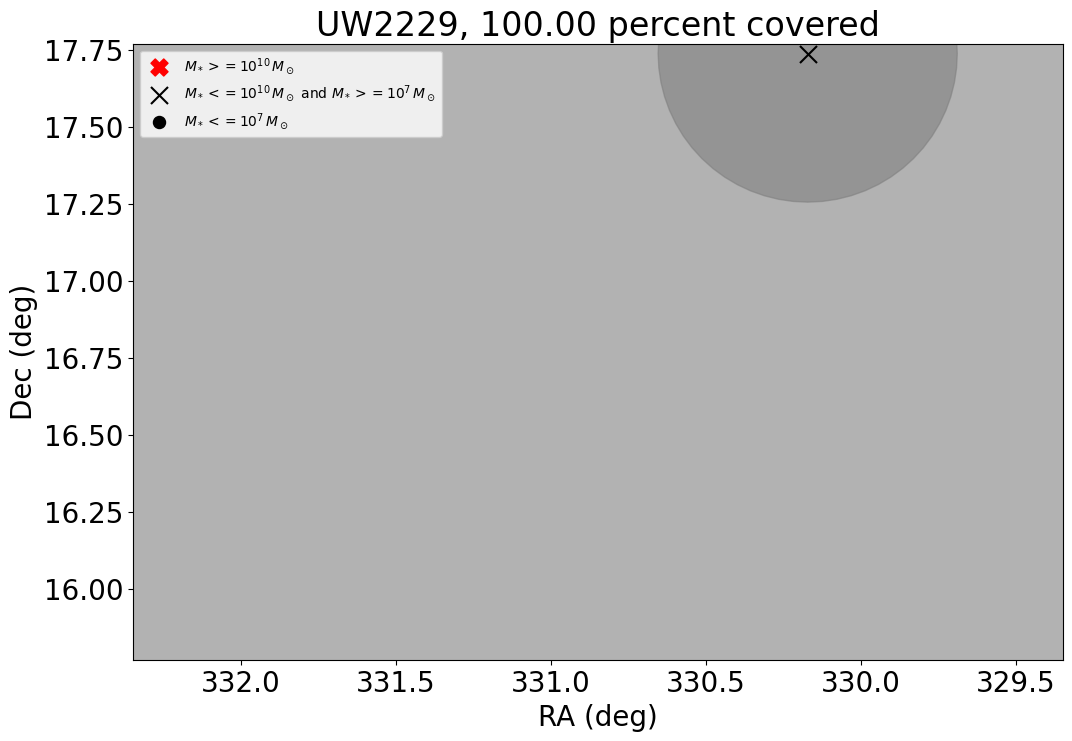 UW2229, 100.00 percent covered
M* >= 10^10 M⊙
M* <= 10^10 M⊙ and M* >= 10^7 M⊙
M* <= 10^7 M⊙
17.75
17.50
17.25
17.00
16.75
16.50
16.25
16.00
Dec (deg)
332.0 331.5 331.0 330.5 330.0 329.5
RA (deg)